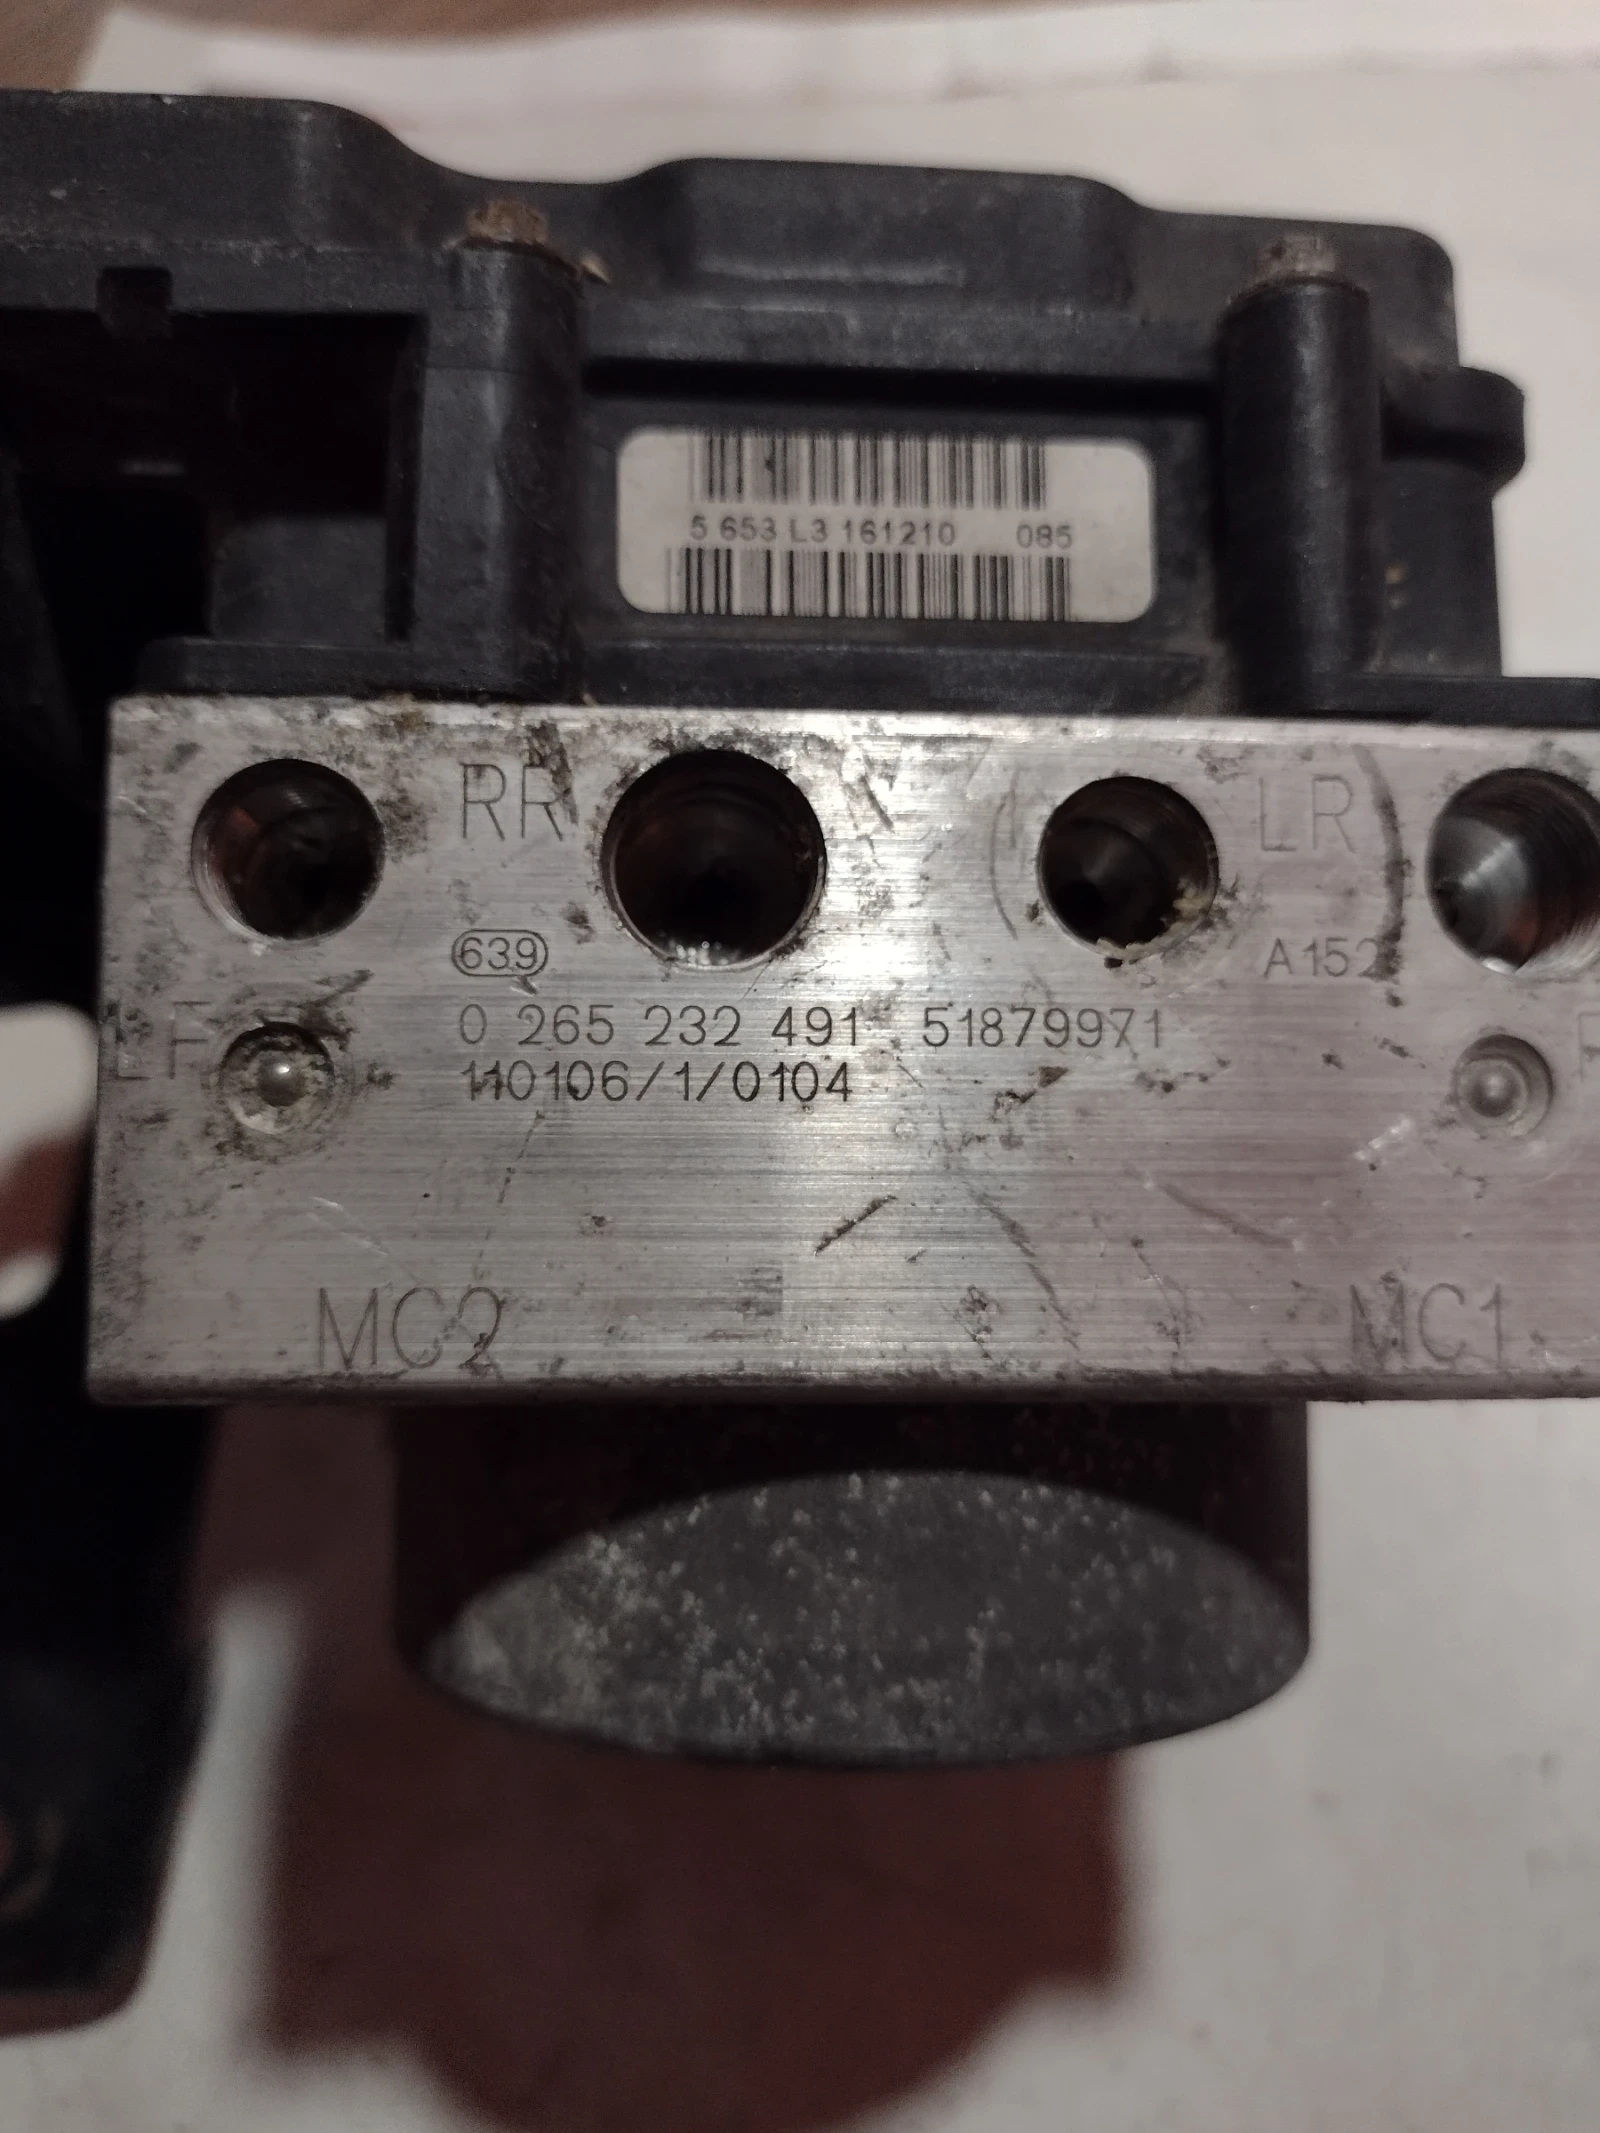 5 653 L3 161210 085
RR
LR
639
A152
LF
0 265 232 491 51879971
110106/1/0104
MC2
MC1